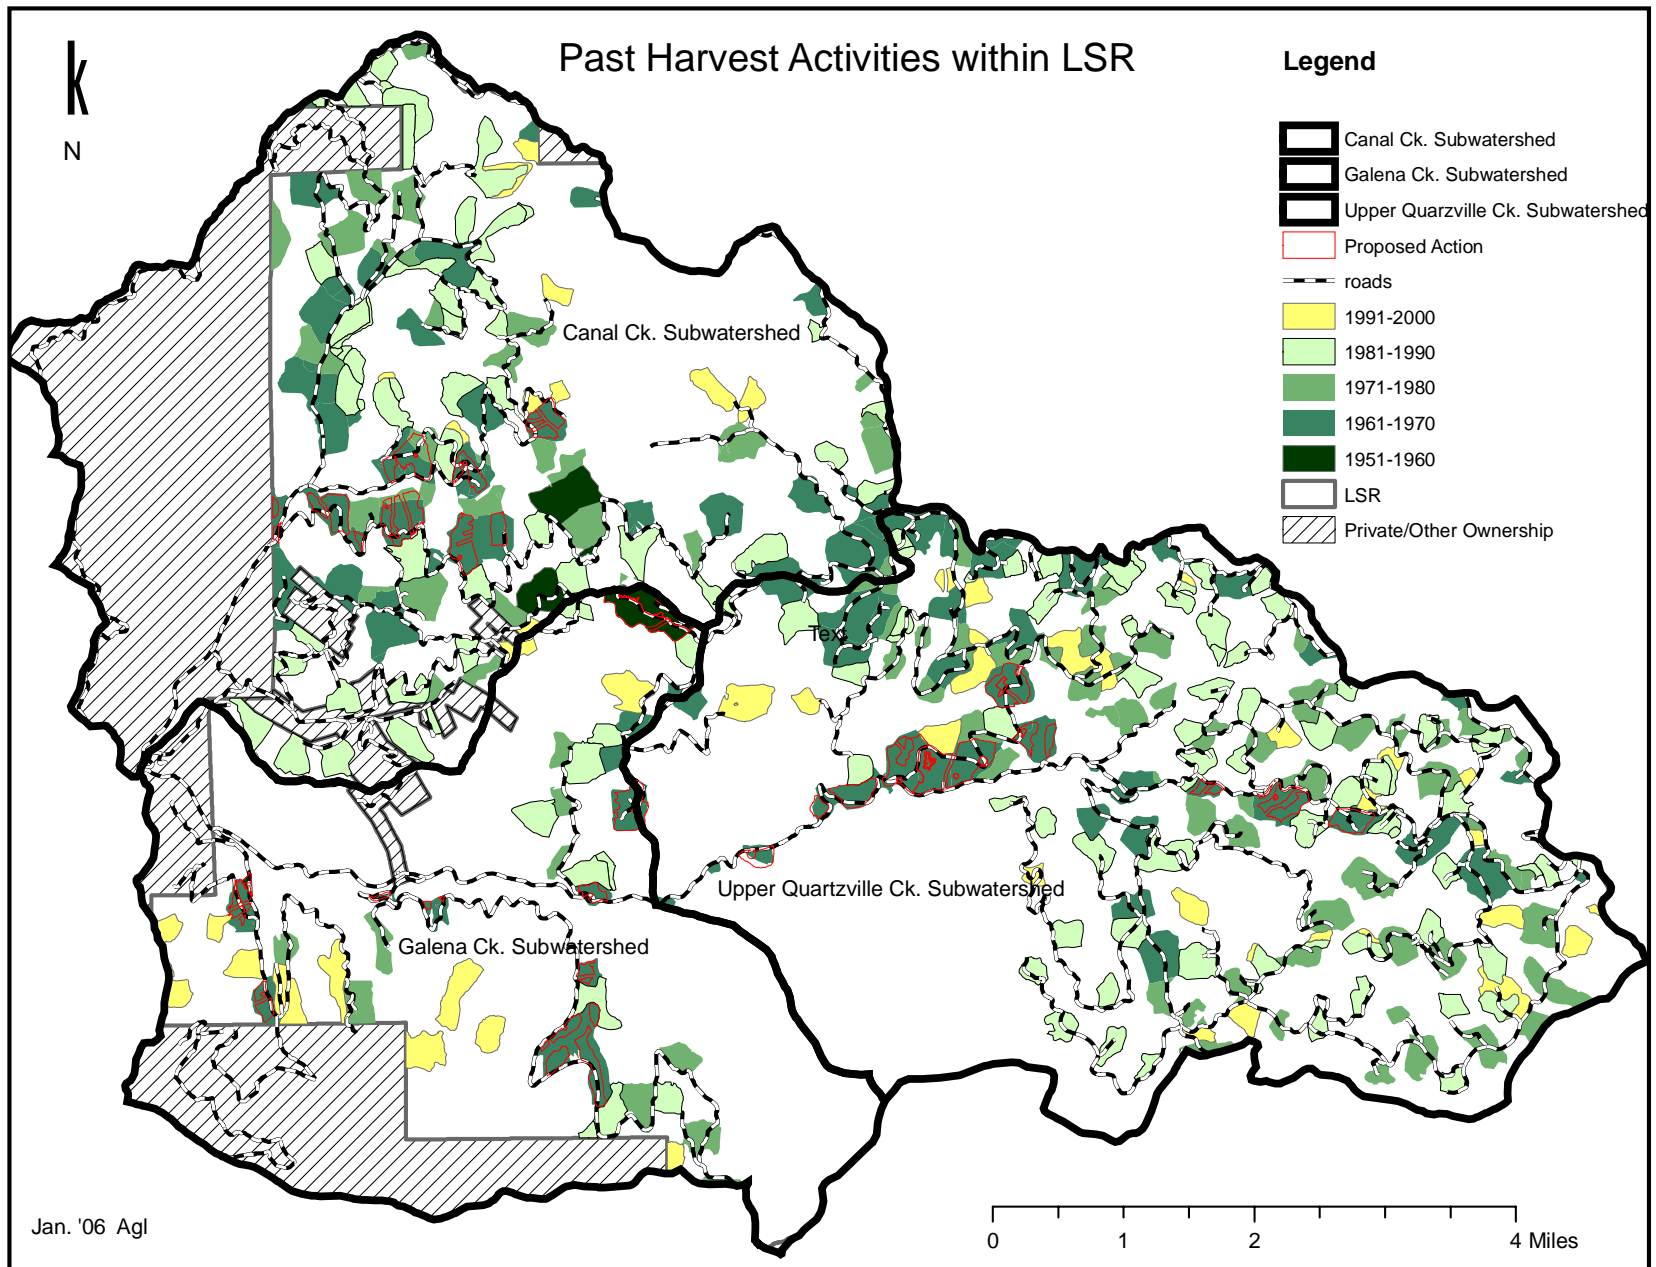 Past Harvest Activities within LSR
N
Legend
Canal Ck. Subwatershed
Galena Ck. Subwatershed
Upper Quarzville Ck. Subwatershed
Proposed Action
roads
1991-2000
1981-1990
1971-1980
1961-1970
1951-1960
LSR
Private/Other Ownership
Canal Ck. Subwatershed
Text
Upper Quartzville Ck. Subwatershed
Galena Ck. Subwatershed
Jan. '06 Agl
0 1 2 4 Miles